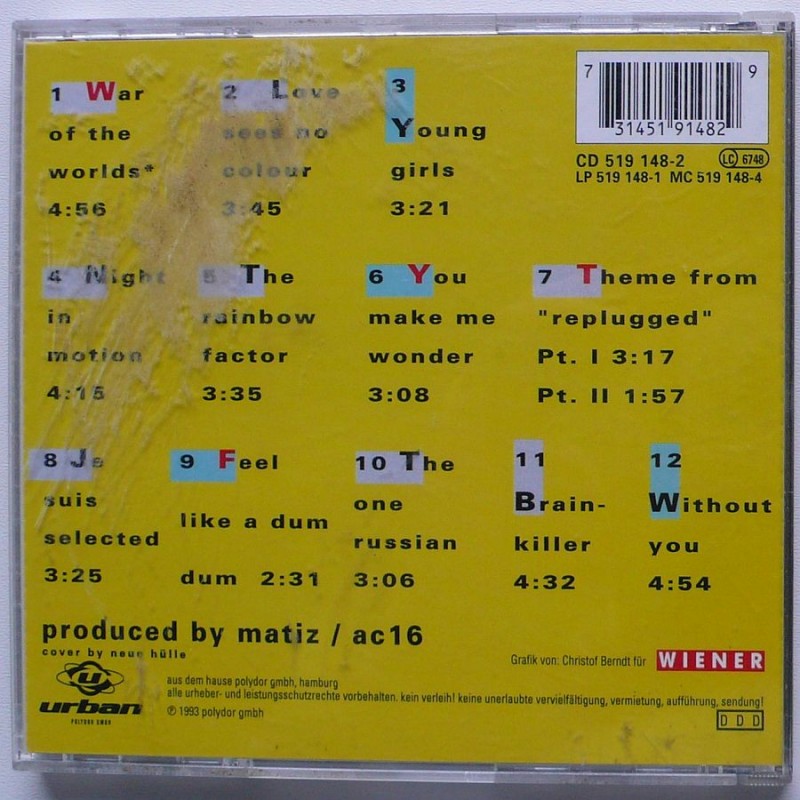 1 War
of the
worlds*
4:56
2 Love
sees no
colour
3:45
3
Young
girls
3:21
7 31451 91482 9
CD 519 148-2 LC 6748
LP 519 148-1 MC 519 148-4
4 Night
in
motion
4:15
5 The
rainbow
factor
3:35
6 You
make me
wonder
3:08
7 Theme from
"replugged"
Pt. I 3:17
Pt. II 1:57
8 Je
suis
selected
3:25
9 Feel
like a dum
dum 2:31
10 The
one
russian
3:06
11
Brain-
killer
4:32
12
Without
you
4:54
produced by matiz / ac16
cover by neue hülle
Grafik von: Christof Berndt für WIENER
u
urban
POLYDOR GMBH
aus dem hause polydor gmbh, hamburg
alle urheber- und leistungsschutzrechte vorbehalten. kein verleih! keine unerlaubte vervielfältigung, vermietung, aufführung, sendung!
℗ 1993 polydor gmbh
DDD